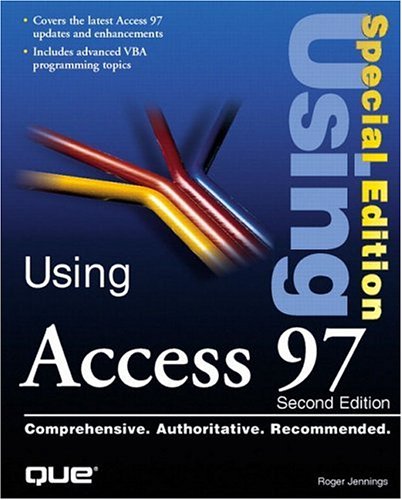 • Covers the latest Access 97
updates and enhancements
• Includes advanced VBA
programming topics
Special Edition
Using
Using
Access 97
Second Edition
Comprehensive. Authoritative. Recommended.
que®
Roger Jennings